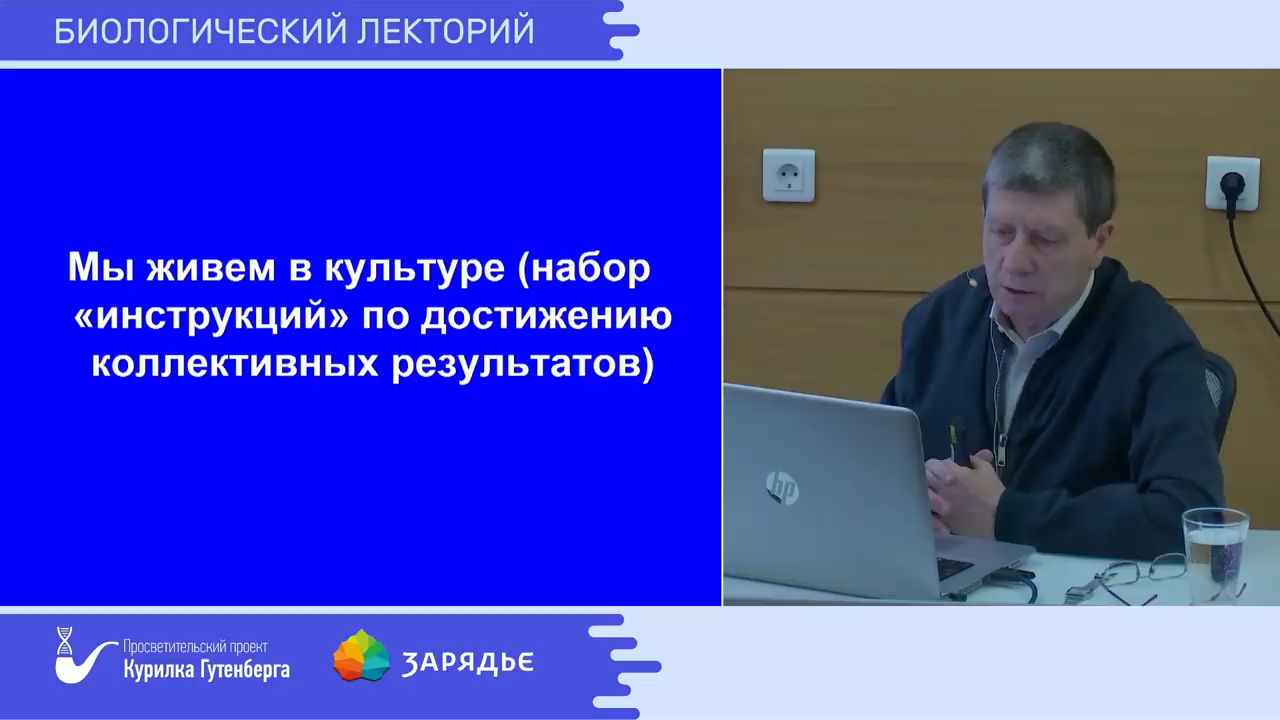 БИОЛОГИЧЕСКИЙ ЛЕКТОРИЙ
Мы живем в культуре (набор
«инструкций» по достижению
коллективных результатов)
hp
Просветительский проект
Курилка Гутенберга
ЗАРЯДЬЕ